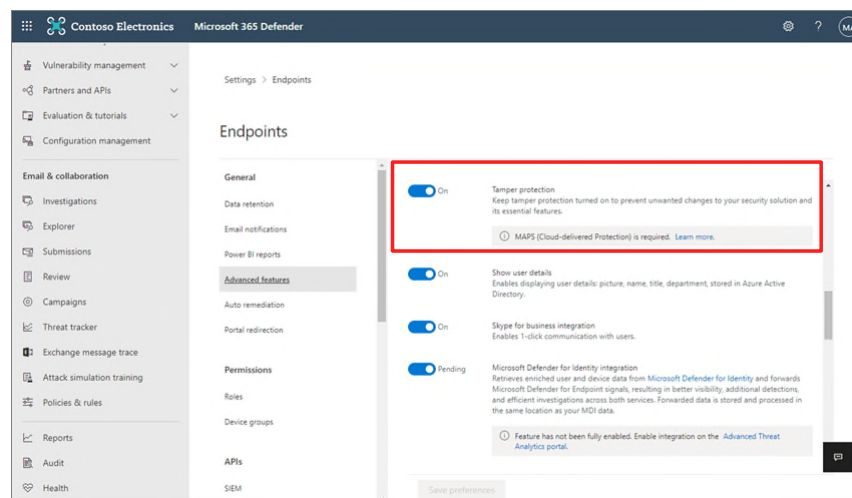 Contoso Electronics Microsoft 365 Defender ? MA
Vulnerability management
Partners and APIs
Evaluation & tutorials
Configuration management
Email & collaboration
Investigations
Explorer
Submissions
Review
Campaigns
Threat tracker
Exchange message trace
Attack simulation training
Policies & rules
Reports
Audit
Health
Settings > Endpoints
Endpoints
General
Data retention
Email notifications
Power BI reports
Advanced features
Auto remediation
Portal redirection
Permissions
Roles
Device groups
APIs
SIEM
On
Tamper protection
Keep tamper protection turned on to prevent unwanted changes to your security solution and
its essential features.
MAPS (Cloud-delivered Protection) is required. Learn more.
On
Show user details
Enables displaying user details: picture, name, title, department, stored in Azure Active
Directory.
On
Skype for business integration
Enables 1-click communication with users.
Pending
Microsoft Defender for Identity integration
Retrieves enriched user and device data from Microsoft Defender for Identity and forwards
Microsoft Defender for Endpoint signals, resulting in better visibility, additional detections,
and efficient investigations across both services. Forwarded data is stored and processed in
the same location as your MDI data.
Feature has not been fully enabled. Enable integration on the Advanced Threat
Analytics portal.
Save preferences